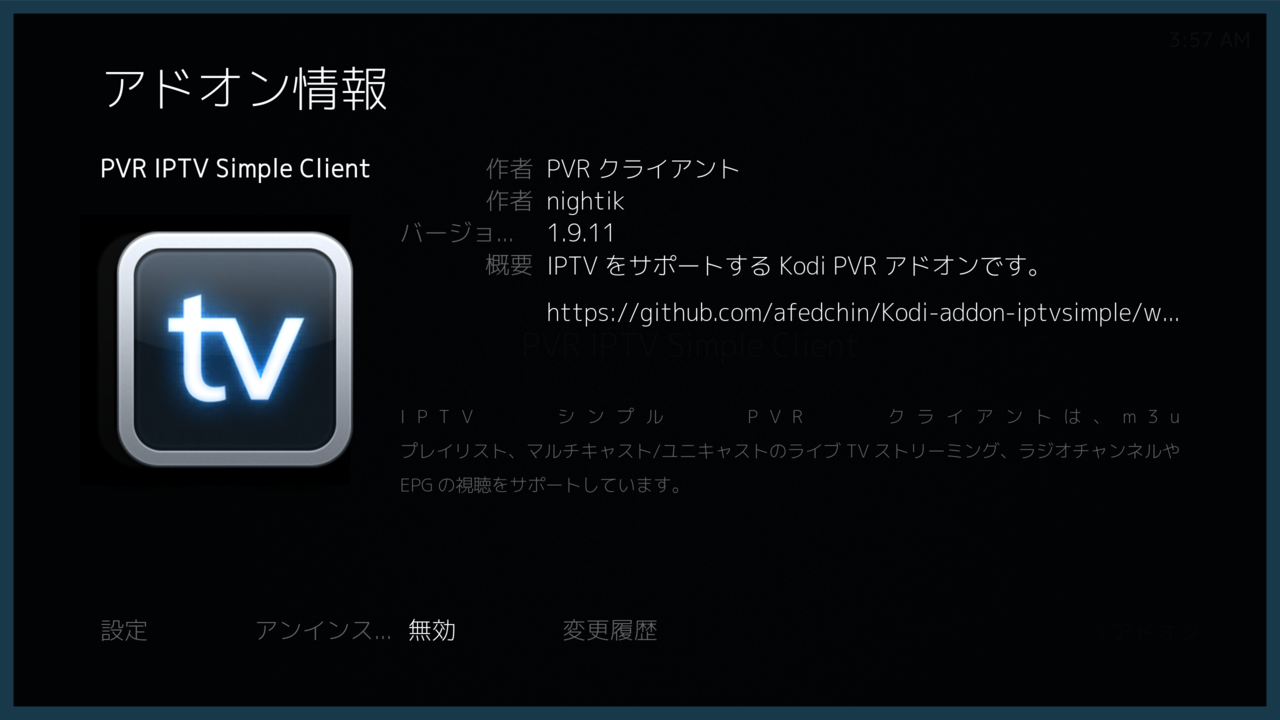 3:57 AM
アドオン情報
PVR IPTV Simple Client
作者 PVR クライアント
作者 nightik
バージョ... 1.9.11
概要 IPTV をサポートする Kodi PVR アドオンです。
https://github.com/afedchin/Kodi-addon-iptvsimple/w...
PVR IPTV Simple Client
tv
IPTV シンプル PVR クライアントは、m3u
プレイリスト、マルチキャスト/ユニキャストのライブ TV ストリーミング、ラジオチャンネルや
EPG の視聴をサポートしています。
設定 アンインス... 無効 変更履歴 アドオン